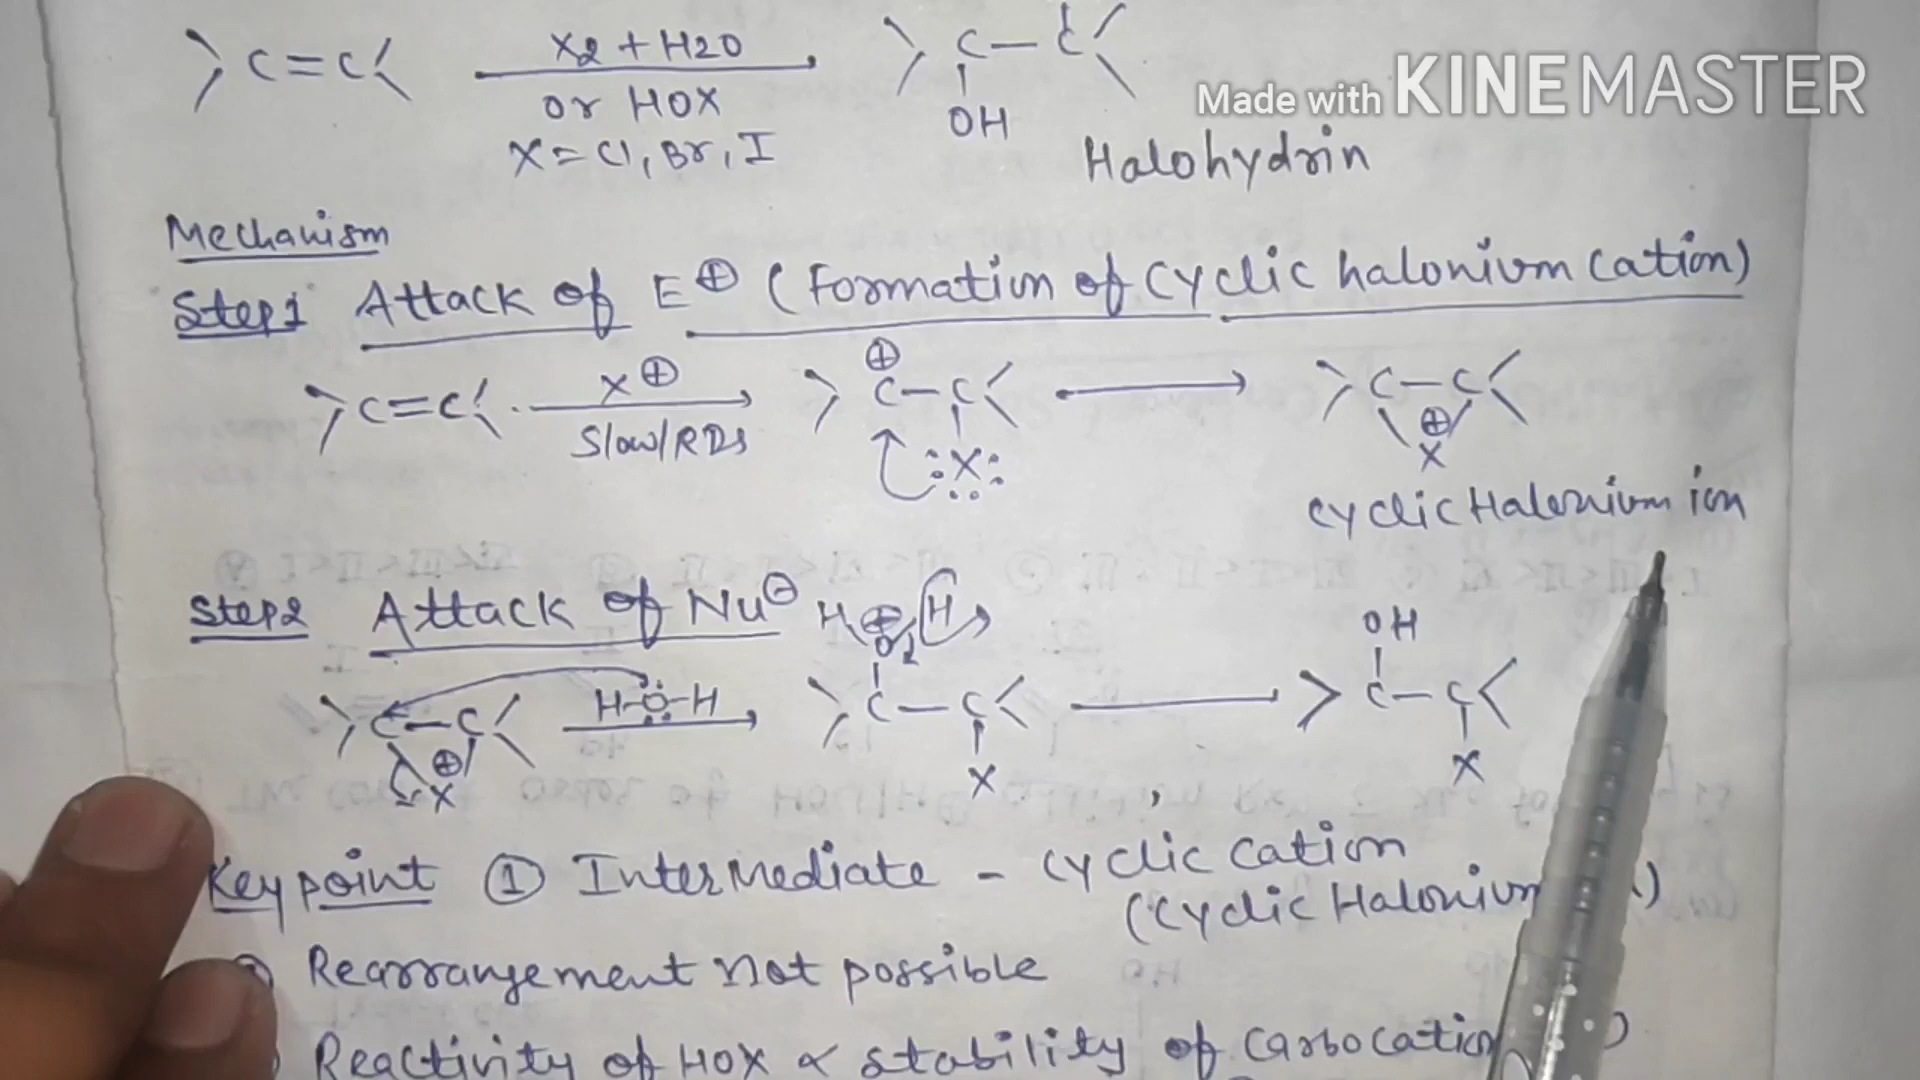 >C=C< X2 + H2O >C—C<
or HOX OH
X = Cl, Br, I Halohydrin
Made with KINEMASTER
Mechanism
Step1 Attack of E⊕ (Formation of Cyclic halonium Cation)
⊕
>C=C< X⊕ >C—C< >C—C<
Slow/RDS :X: ⊕
X
Cyclic Halonium ion
Step2 Attack of Nu⊖ H ⊕ H
O OH
>C—C< H-O-H >C—C< >C—C<
⊕
X X X
Keypoint ① Intermediate - Cyclic Cation
(Cyclic Halonium )
Rearrangement Not possible
Reactivity of HOX ∝ stability of Carbocation